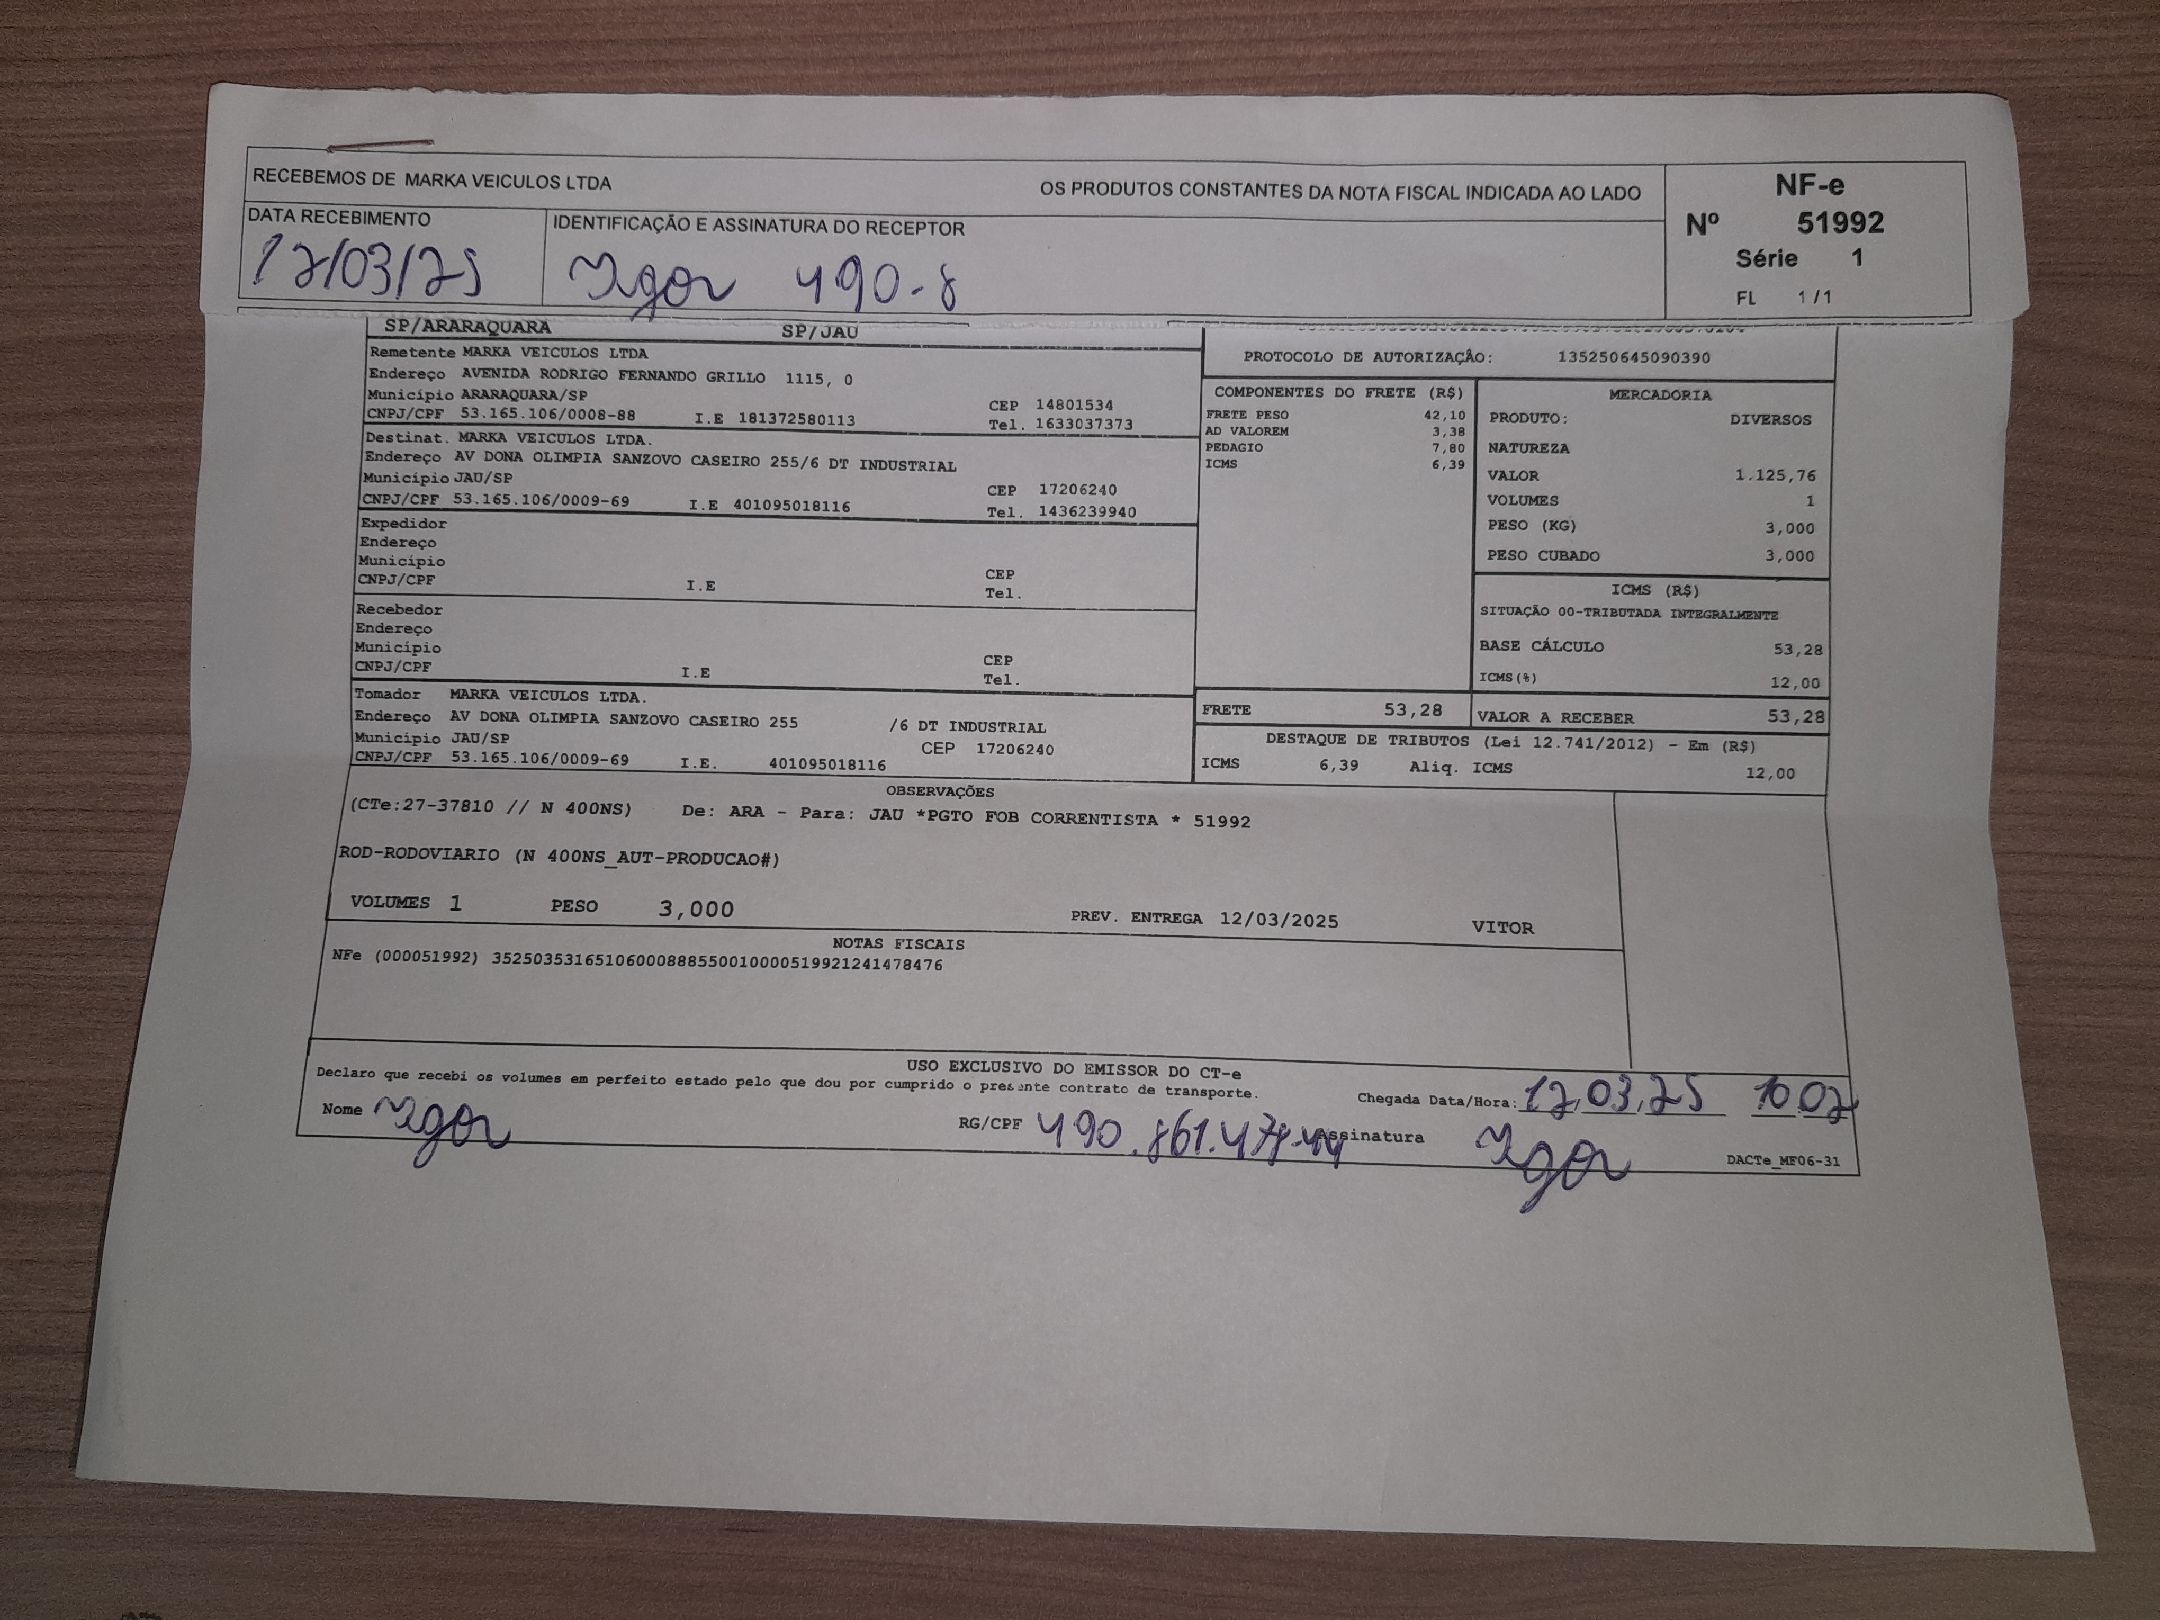 RECEBEMOS DE MARKA VEICULOS LTDA OS PRODUTOS CONSTANTES DA NOTA FISCAL INDICADA AO LADO
NF-e
Nº 51992
Série 1
FL 1 / 1
DATA RECEBIMENTO
12/03/25
IDENTIFICAÇÃO E ASSINATURA DO RECEPTOR
Igor 490-8
SP/ARARAQUARA SP/JAU
Remetente MARKA VEICULOS LTDA
Endereço AVENIDA RODRIGO FERNANDO GRILLO 1115, 0
Município ARARAQUARA/SP CEP 14801534
CNPJ/CPF 53.165.106/0008-88 I.E 181372580113 Tel. 1633037373
Destinat. MARKA VEICULOS LTDA.
Endereço AV DONA OLIMPIA SANZOVO CASEIRO 255/6 DT INDUSTRIAL
Município JAU/SP CEP 17206240
CNPJ/CPF 53.165.106/0009-69 I.E 401095018116 Tel. 1436239940
Expedidor
Endereço
Município CEP
CNPJ/CPF I.E Tel.
Recebedor
Endereço
Município CEP
CNPJ/CPF I.E Tel.
Tomador MARKA VEICULOS LTDA.
Endereço AV DONA OLIMPIA SANZOVO CASEIRO 255 /6 DT INDUSTRIAL
Município JAU/SP CEP 17206240
CNPJ/CPF 53.165.106/0009-69 I.E. 401095018116
PROTOCOLO DE AUTORIZAÇÃO: 135250645090390
COMPONENTES DO FRETE (R$)
FRETE PESO 42,10
AD VALOREM 3,38
PEDAGIO 7,80
ICMS 6,39
MERCADORIA
PRODUTO: DIVERSOS
NATUREZA
VALOR 1.125,76
VOLUMES 1
PESO (KG) 3,000
PESO CUBADO 3,000
ICMS (R$)
SITUAÇÃO 00-TRIBUTADA INTEGRALMENTE
BASE CÁLCULO 53,28
ICMS(%) 12,00
FRETE 53,28 VALOR A RECEBER 53,28
DESTAQUE DE TRIBUTOS (Lei 12.741/2012) - Em (R$)
ICMS 6,39 Aliq. ICMS 12,00
OBSERVAÇÕES
(CTe:27-37810 // N 400NS) De: ARA - Para: JAU *PGTO FOB CORRENTISTA * 51992
ROD-RODOVIARIO (N 400NS_AUT-PRODUCAO#)
VOLUMES 1 PESO 3,000 PREV. ENTREGA 12/03/2025 VITOR
NOTAS FISCAIS
NFe (000051992) 35250353165106000888550010000519921241478476
USO EXCLUSIVO DO EMISSOR DO CT-e
Declaro que recebi os volumes em perfeito estado pelo que dou por cumprido o presente contrato de transporte.
Chegada Data/Hora: 12,03,25 10 02
Nome Igor RG/CPF 490.861.478-44 Assinatura Igor
DACTe_MF06-31